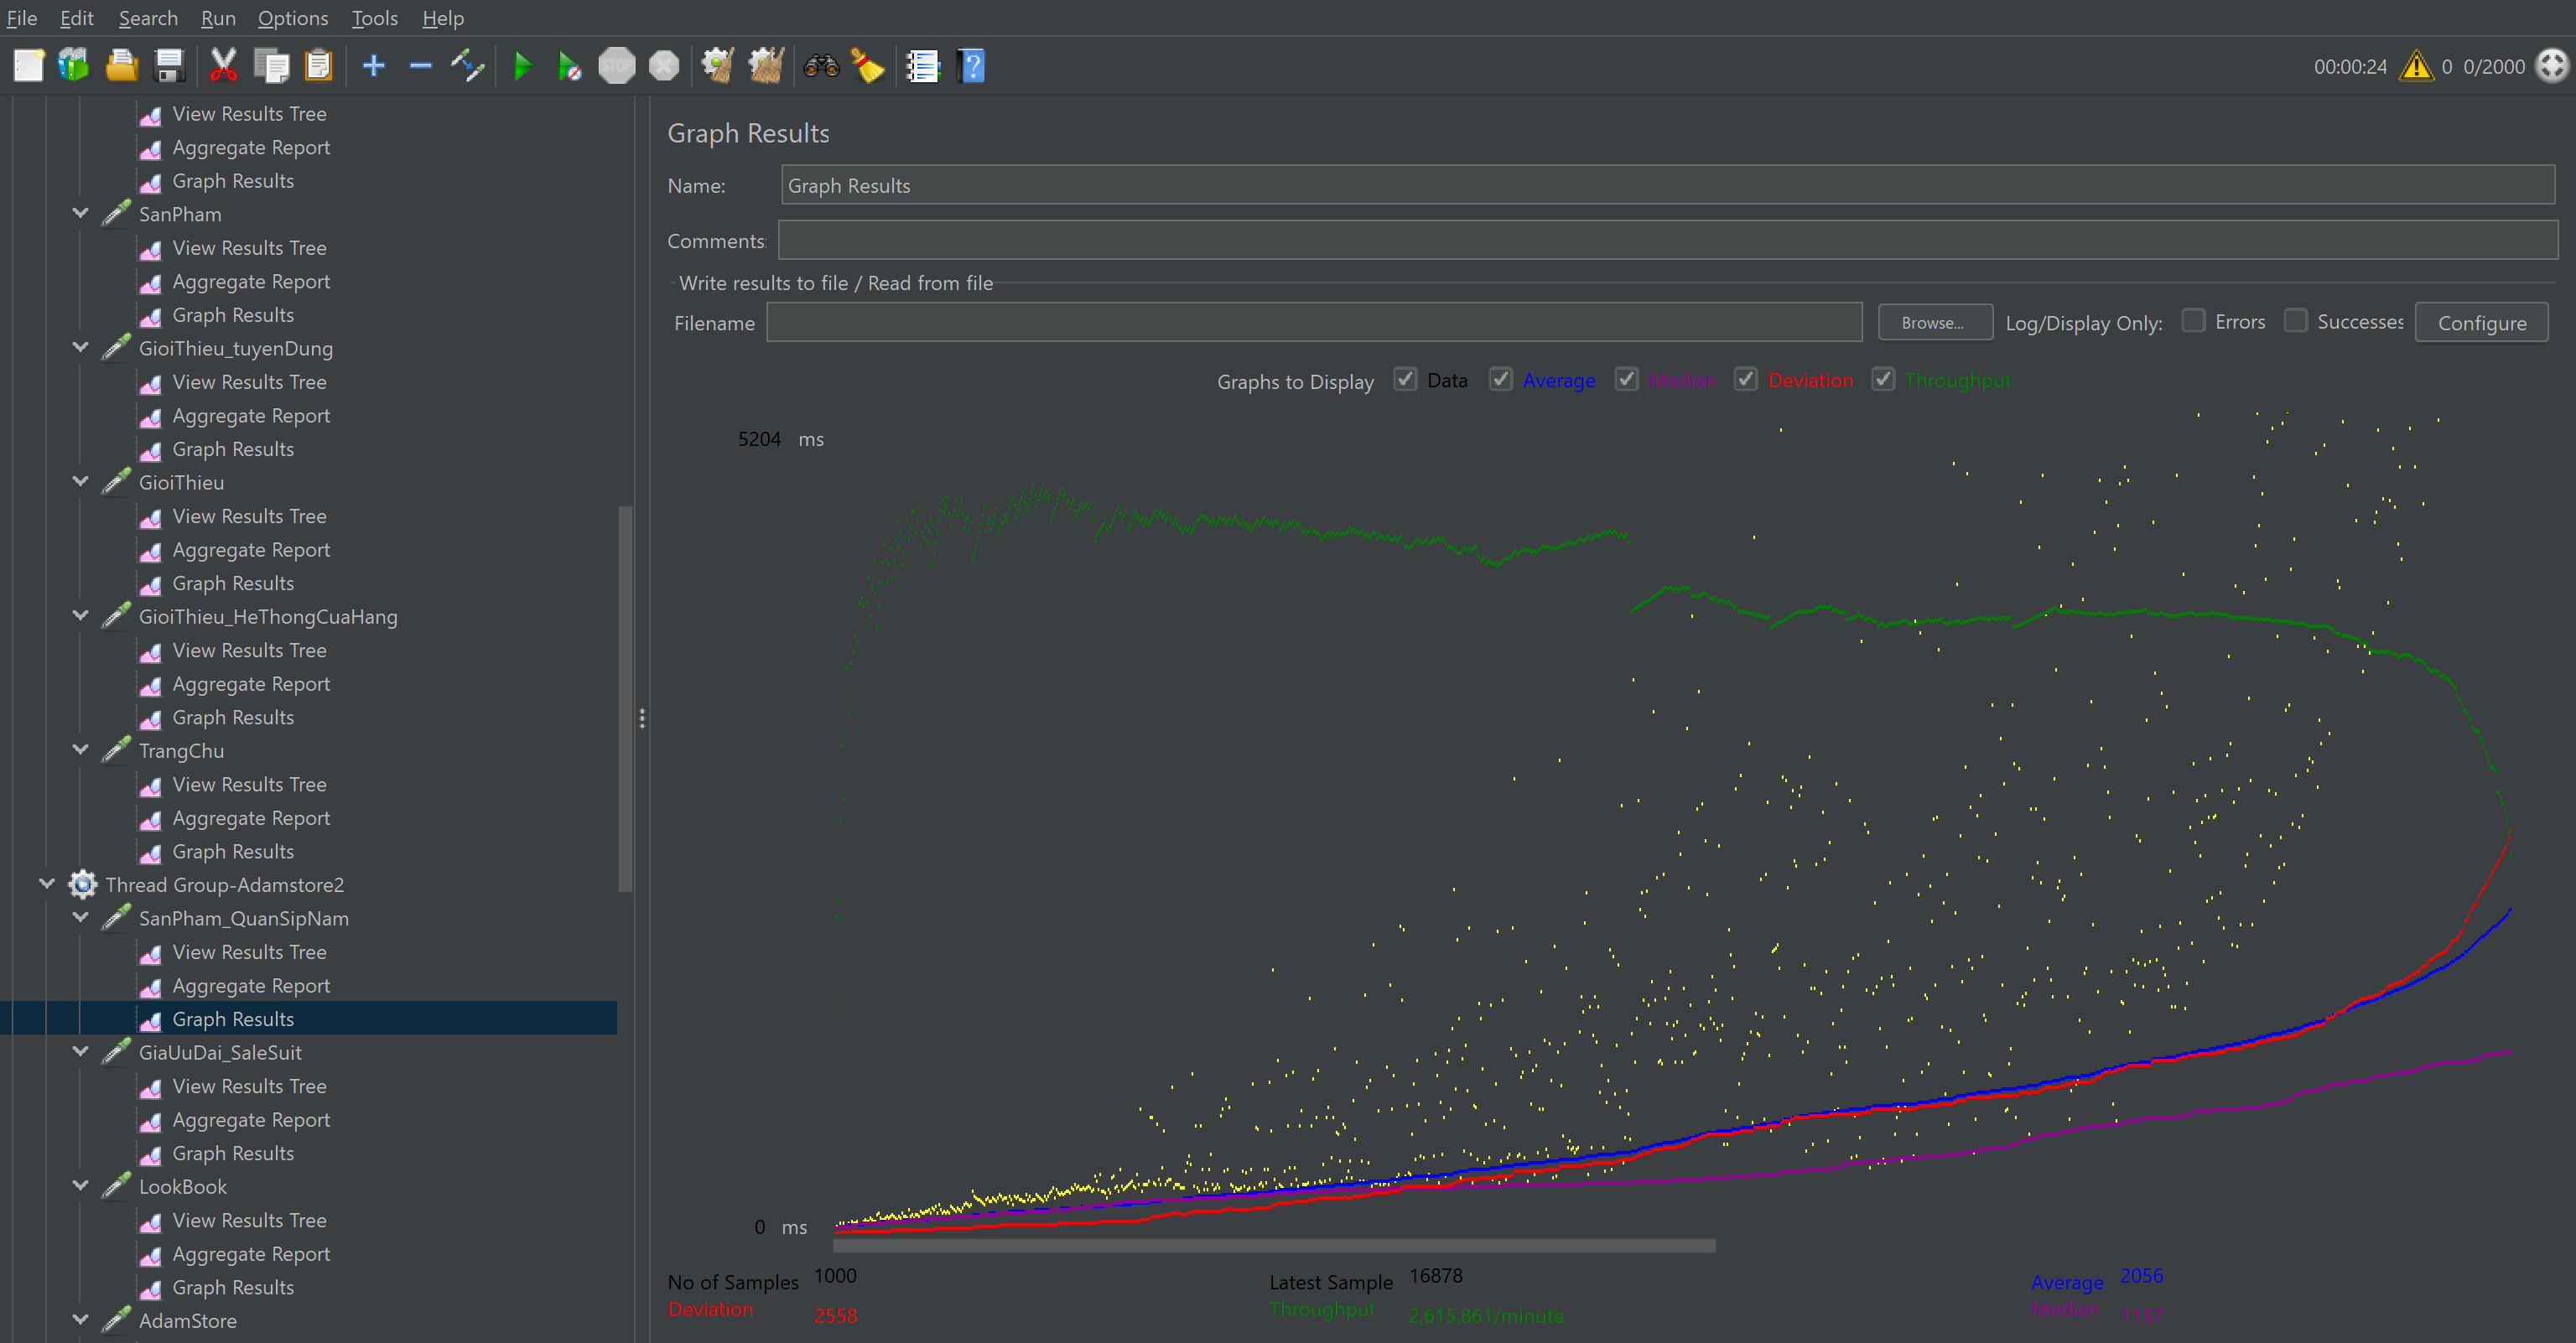 File Edit Search Run Options Tools Help
00:00:24 0 0/2000
View Results Tree
Aggregate Report
Graph Results
SanPham
View Results Tree
Aggregate Report
Graph Results
GioiThieu_tuyenDung
View Results Tree
Aggregate Report
Graph Results
GioiThieu
View Results Tree
Aggregate Report
Graph Results
GioiThieu_HeThongCuaHang
View Results Tree
Aggregate Report
Graph Results
TrangChu
View Results Tree
Aggregate Report
Graph Results
Thread Group-Adamstore2
SanPham_QuanSipNam
View Results Tree
Aggregate Report
Graph Results
GiaUuDai_SaleSuit
View Results Tree
Aggregate Report
Graph Results
LookBook
View Results Tree
Aggregate Report
Graph Results
AdamStore
Graph Results
Name: Graph Results
Comments:
Write results to file / Read from file
Filename Browse... Log/Display Only: Errors Successes Configure
Graphs to Display Data Average Median Deviation Throughput
5204 ms
0 ms
No of Samples 1000 Latest Sample 16878 Average 2056
Deviation 2558 Throughput 2,615.861/minute Median 1157
STOP